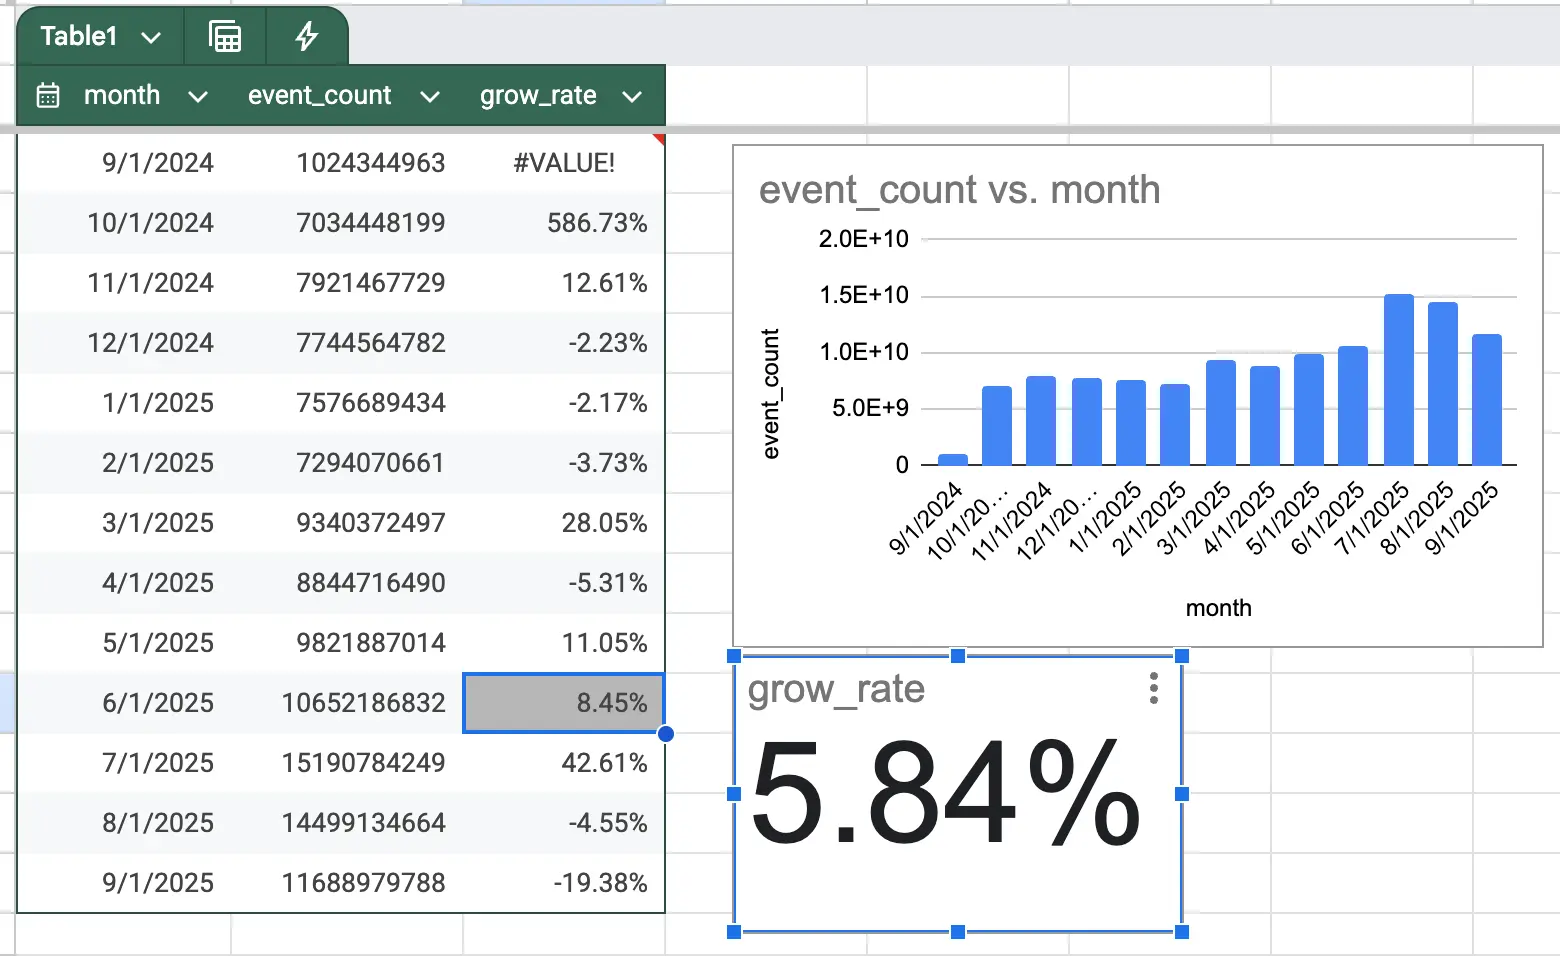 Table1
month event_count grow_rate
9/1/2024 1024344963 #VALUE!
10/1/2024 7034448199 586.73%
11/1/2024 7921467729 12.61%
12/1/2024 7744564782 -2.23%
1/1/2025 7576689434 -2.17%
2/1/2025 7294070661 -3.73%
3/1/2025 9340372497 28.05%
4/1/2025 8844716490 -5.31%
5/1/2025 9821887014 11.05%
6/1/2025 10652186832 8.45%
7/1/2025 15190784249 42.61%
8/1/2025 14499134664 -4.55%
9/1/2025 11688979788 -19.38%
event_count vs. month
2.0E+10
1.5E+10
1.0E+10
5.0E+9
0
event_count
9/1/2024
10/1/20...
11/1/2024
12/1/20...
1/1/2025
2/1/2025
3/1/2025
4/1/2025
5/1/2025
6/1/2025
7/1/2025
8/1/2025
9/1/2025
month
grow_rate
5.84%